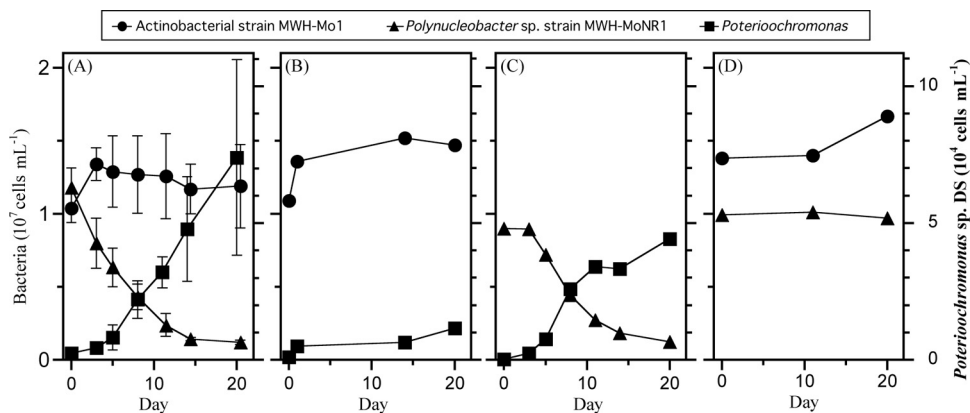 Actinobacterial strain MWH-Mo1 Polynucleobacter sp. strain MWH-MoNR1 Poterioochromonas
(A) (B) (C) (D)
2 1 0
Bacteria (10⁷ cells mL⁻¹)
10 5 0
Poterioochromonas sp. DS (10⁴ cells mL⁻¹)
0 10 20 0 10 20 0 10 20 0 10 20
Day Day Day Day